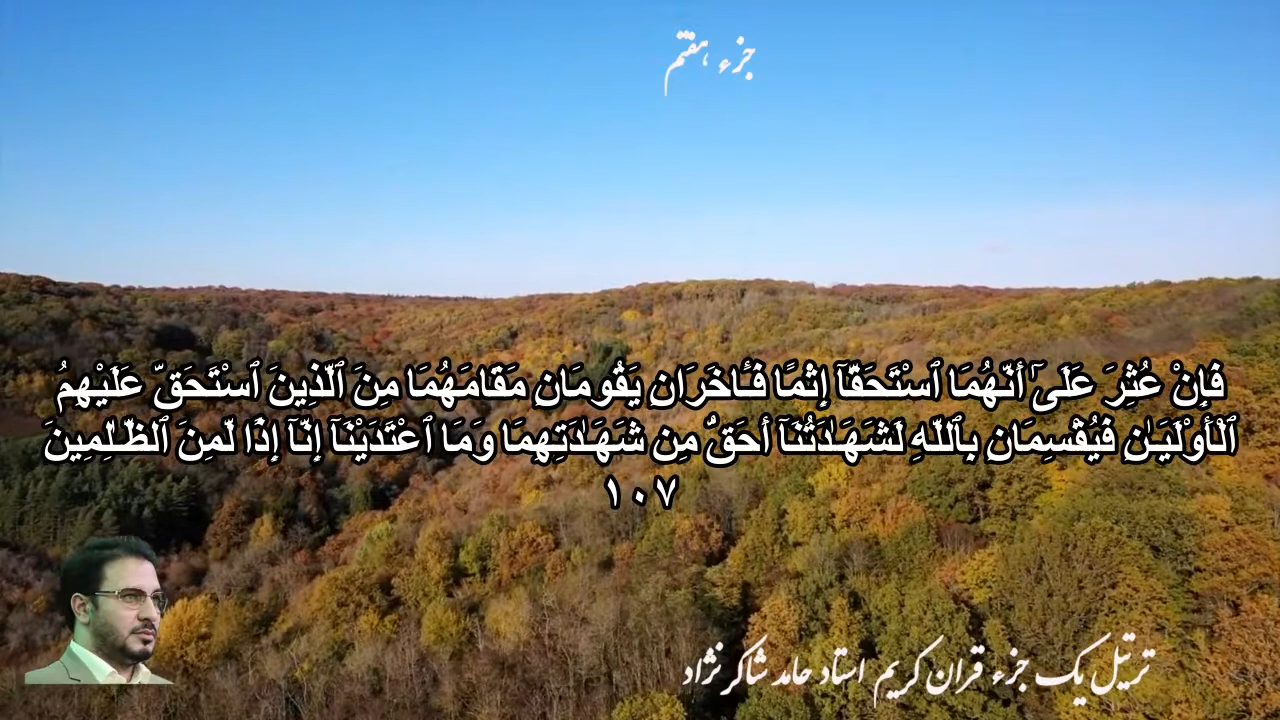 جزء هفتم
فَإِنْ عُثِرَ عَلَىٰٓ أَنَّهُمَا ٱسْتَحَقَّآ إِثْمًا فَـَٔاخَرَانِ يَقُومَانِ مَقَامَهُمَا مِنَ ٱلَّذِينَ ٱسْتَحَقَّ عَلَيْهِمُ
ٱلْأَوْلَيَـٰنِ فَيُقْسِمَانِ بِٱللَّهِ لَشَهَـٰدَتُنَآ أَحَقُّ مِن شَهَـٰدَتِهِمَا وَمَا ٱعْتَدَيْنَآ إِنَّآ إِذًا لَّمِنَ ٱلظَّـٰلِمِينَ
١٠٧
ترتیل یک جزء قران کریم استاد حامد شاکرنژاد